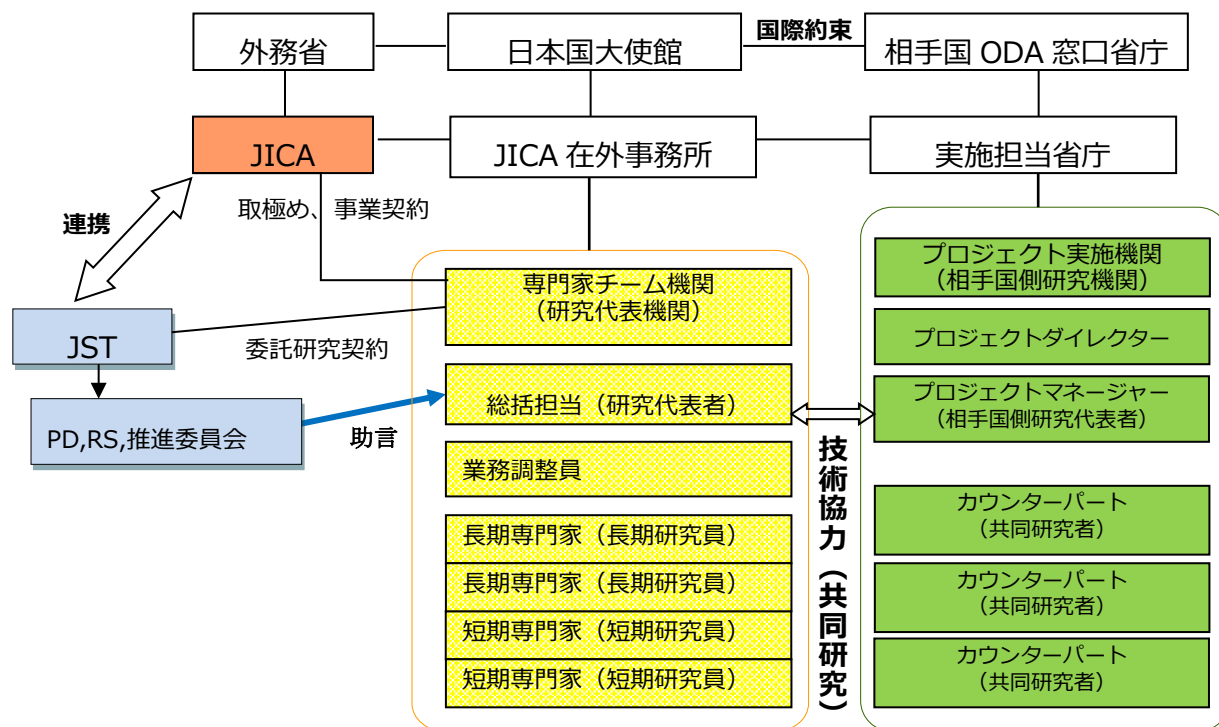 外務省
日本国大使館
国際約束
相手国 ODA 窓口省庁
JICA
JICA 在外事務所
実施担当省庁
連携
取極め、事業契約
専門家チーム機関
（研究代表機関）
プロジェクト実施機関
（相手国側研究機関）
JST
委託研究契約
プロジェクトダイレクター
総括担当（研究代表者）
プロジェクトマネージャー
（相手国側研究代表者）
PD,RS,推進委員会
助言
業務調整員
技術協力（共同研究）
長期専門家（長期研究員）
長期専門家（長期研究員）
短期専門家（短期研究員）
短期専門家（短期研究員）
カウンターパート
（共同研究者）
カウンターパート
（共同研究者）
カウンターパート
（共同研究者）